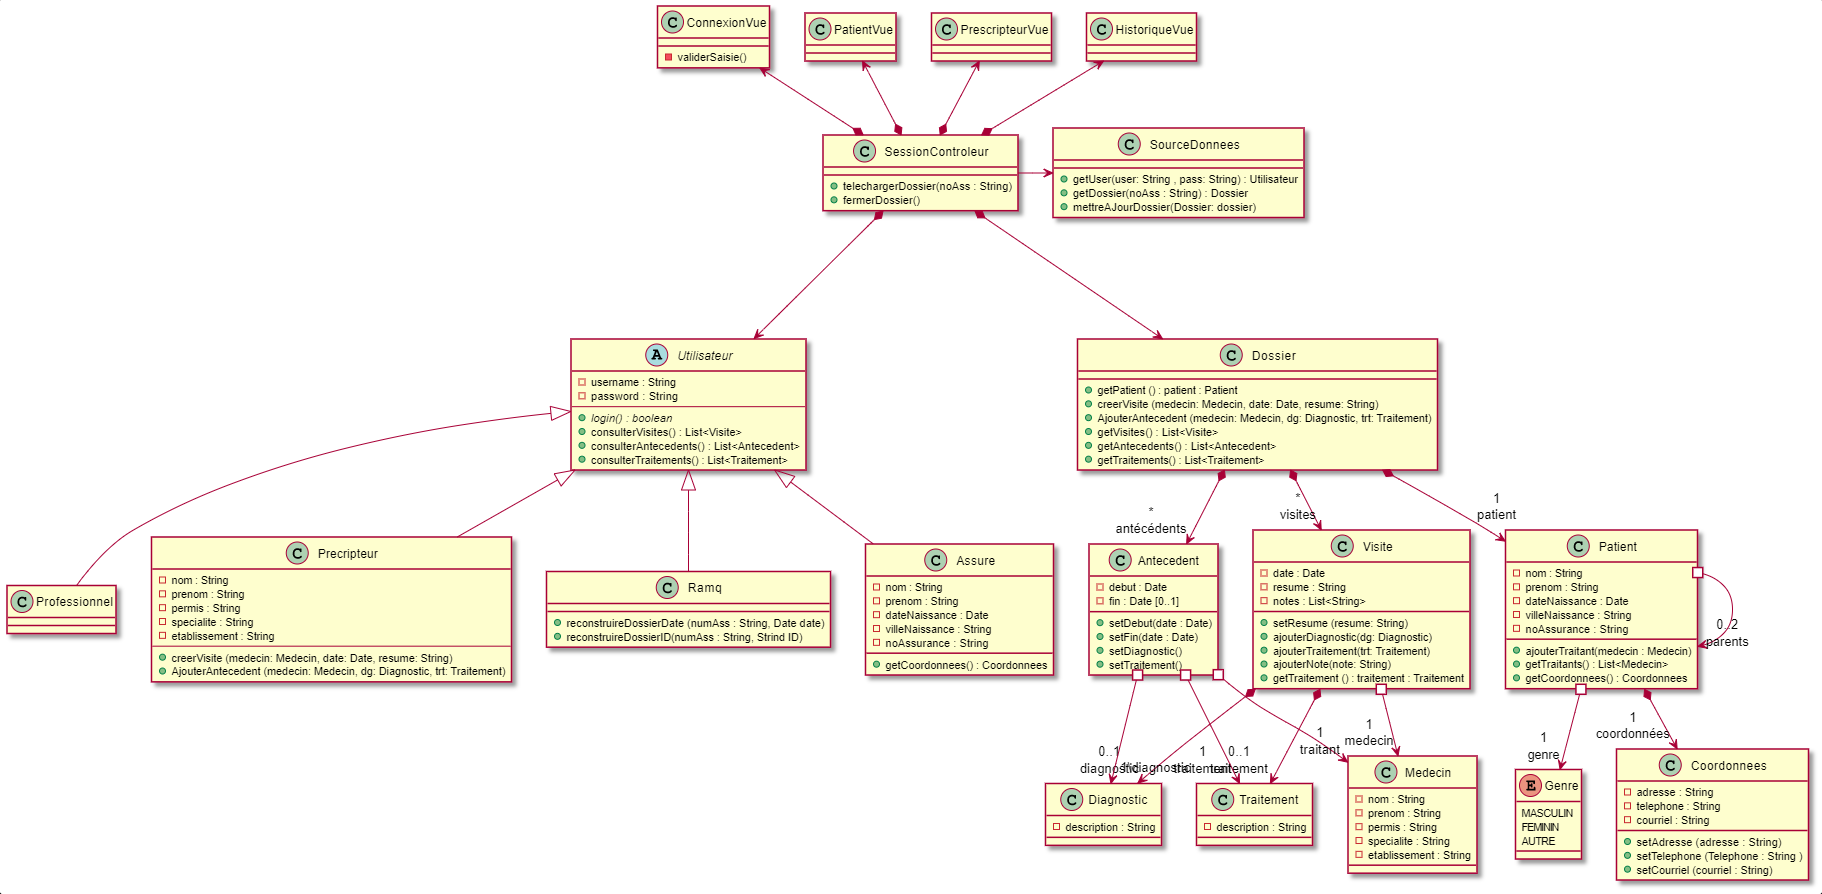 C ConnexionVue
validerSaisie()
C PatientVue
C PrescripteurVue
C HistoriqueVue
C SessionControleur
telechargerDossier(noAss : String)
fermerDossier()
C SourceDonnees
getUser(user: String , pass: String) : Utilisateur
getDossier(noAss : String) : Dossier
mettreAJourDossier(Dossier: dossier)
A Utilisateur
username : String
password : String
login() : boolean
consulterVisites() : List<Visite>
consulterAntecedents() : List<Antecedent>
consulterTraitements() : List<Traitement>
C Dossier
getPatient () : patient : Patient
creerVisite (medecin: Medecin, date: Date, resume: String)
AjouterAntecedent (medecin: Medecin, dg: Diagnostic, trt: Traitement)
getVisites() : List<Visite>
getAntecedents() : List<Antecedent>
getTraitements() : List<Traitement>
*
antécédents
*
visites
1
patient
C Professionnel
C Precripteur
nom : String
prenom : String
permis : String
specialite : String
etablissement : String
creerVisite (medecin: Medecin, date: Date, resume: String)
AjouterAntecedent (medecin: Medecin, dg: Diagnostic, trt: Traitement)
C Ramq
reconstruireDossierDate (numAss : String, Date date)
reconstruireDossierID(numAss : String, Strind ID)
C Assure
nom : String
prenom : String
dateNaissance : Date
villeNaissance : String
noAssurance : String
getCoordonnees() : Coordonnees
C Antecedent
debut : Date
fin : Date [0..1]
setDebut(date : Date)
setFin(date : Date)
setDiagnostic()
setTraitement()
C Visite
date : Date
resume : String
notes : List<String>
setResume (resume: String)
ajouterDiagnostic(dg: Diagnostic)
ajouterTraitement(trt: Traitement)
ajouterNote(note: String)
getTraitement () : traitement : Traitement
C Patient
nom : String
prenom : String
dateNaissance : Date
villeNaissance : String
noAssurance : String
ajouterTraitant(medecin : Medecin)
getTraitants() : List<Medecin>
getCoordonnees() : Coordonnees
0..2
parents
0..1
diagnostic
1
diagnostic
1
traitement
0..1
traitement
1
traitant
1
medecin
1
genre
1
coordonnées
C Diagnostic
description : String
C Traitement
description : String
C Medecin
nom : String
prenom : String
permis : String
specialite : String
etablissement : String
E Genre
MASCULIN
FEMININ
AUTRE
C Coordonnees
adresse : String
telephone : String
courriel : String
setAdresse (adresse : String)
setTelephone (Telephone : String )
setCourriel (courriel : String)